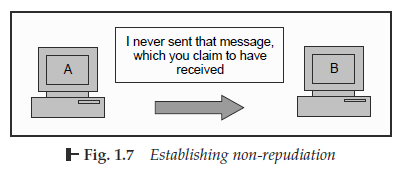 I never sent that message,
which you claim to have
received
A
B
Fig. 1.7 Establishing non-repudiation